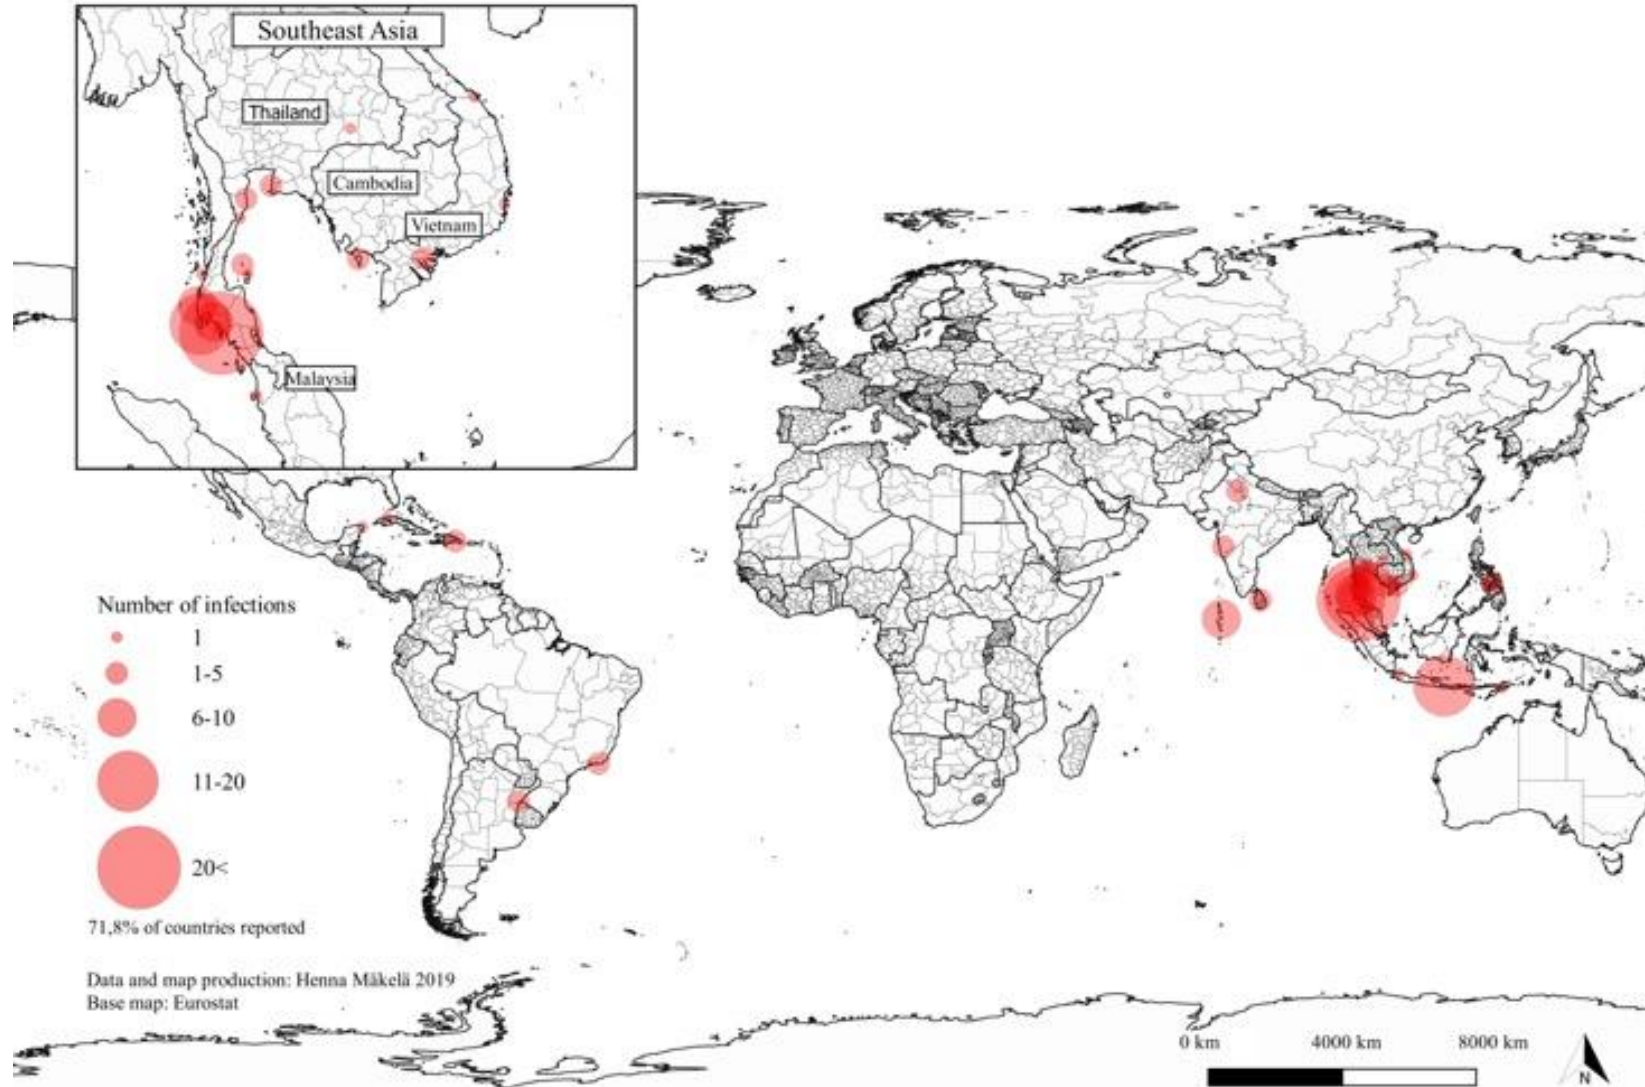 Southeast Asia
Thailand
Cambodia
Vietnam
Malaysia
Number of infections
1
1-5
6-10
11-20
20<
71,8% of countries reported
Data and map production: Henna Mäkelä 2019
Base map: Eurostat
0 km 4000 km 8000 km
N